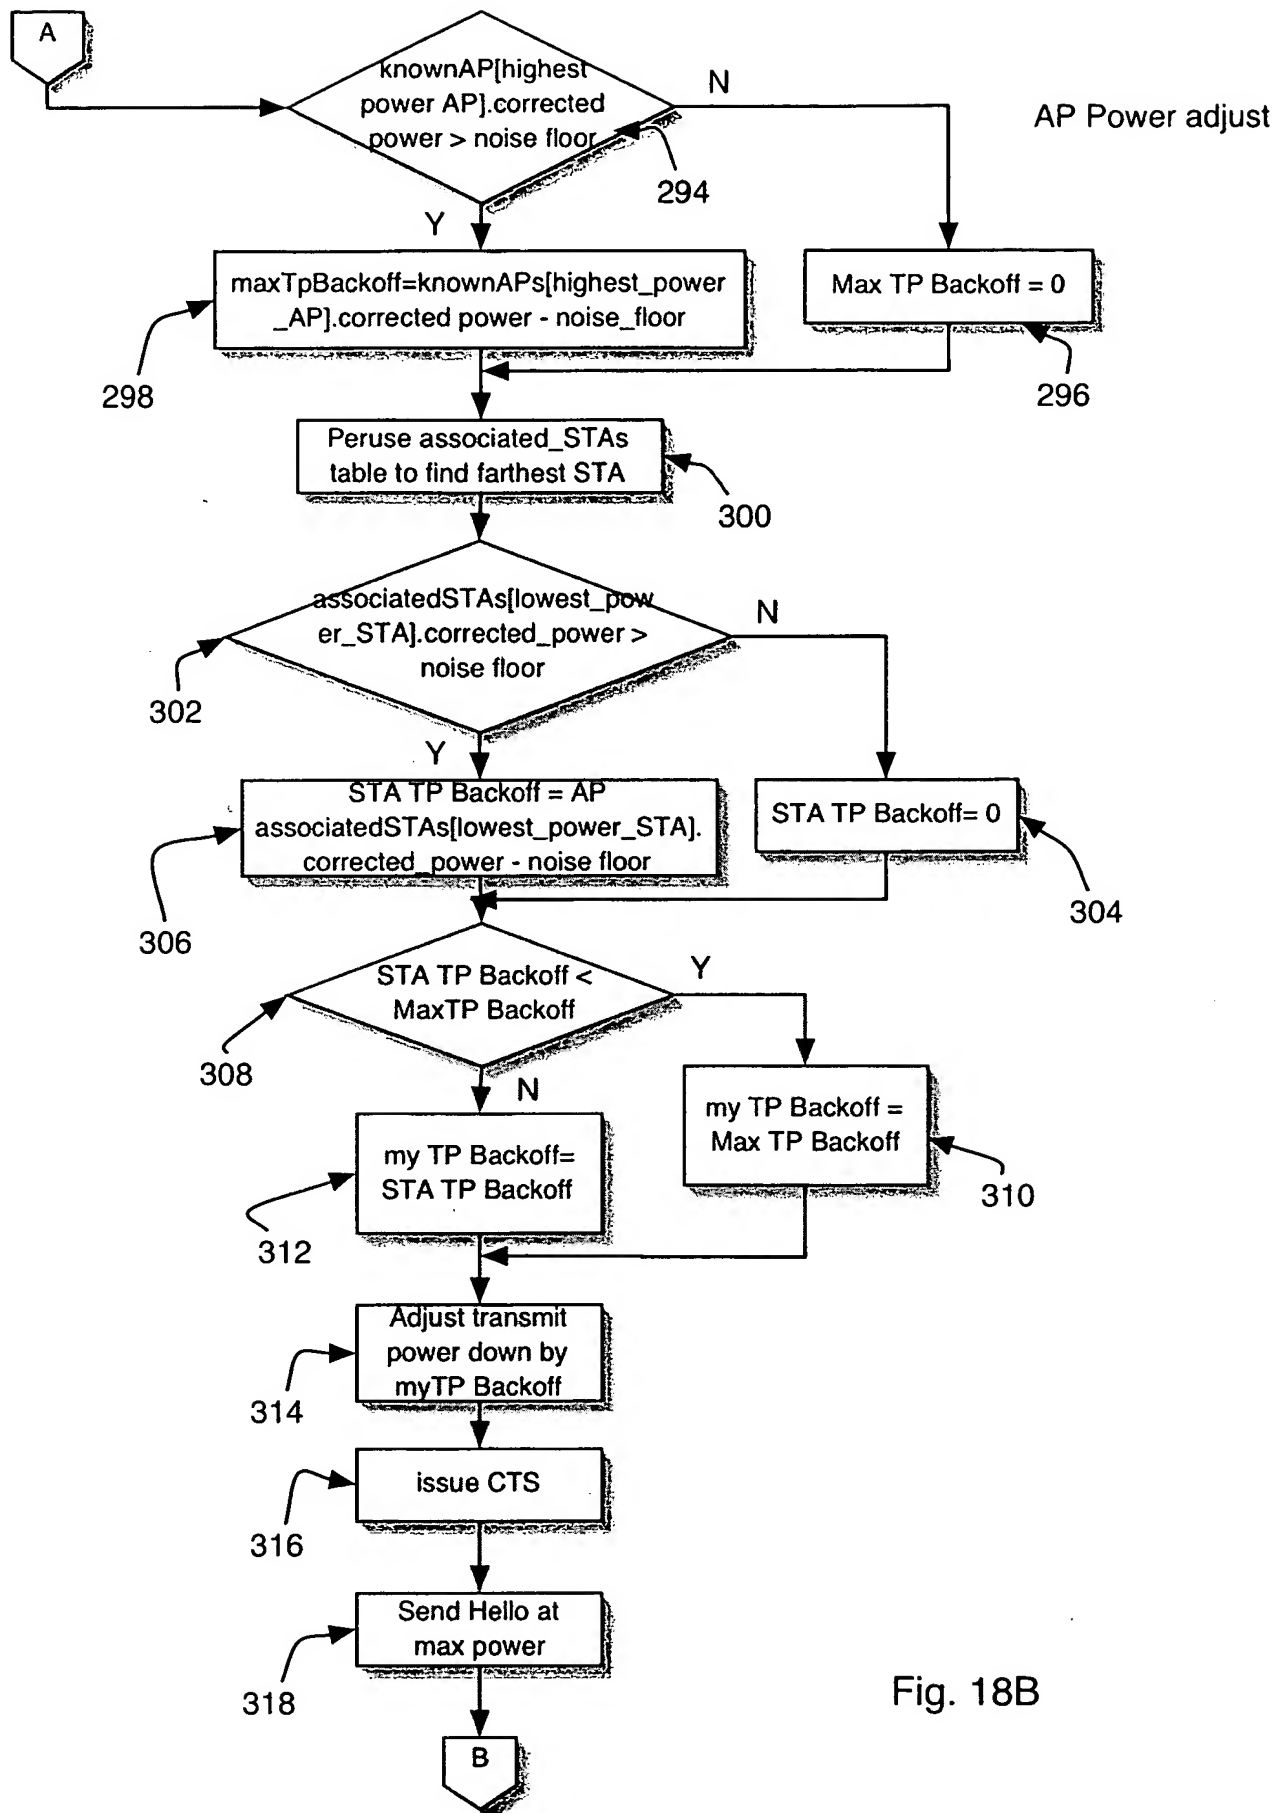 A
knownAP[highest
power AP].corrected
power > noise floor
N
AP Power adjust
294
Y
maxTpBackoff=knownAPs[highest_power
_AP].corrected power - noise_floor
Max TP Backoff = 0
298
296
Peruse associated_STAs
table to find farthest STA
300
associatedSTAs[lowest_pow
er_STA].corrected_power >
noise floor
N
302
Y
STA TP Backoff = AP
associatedSTAs[lowest_power_STA].
corrected_power - noise floor
STA TP Backoff= 0
304
306
STA TP Backoff <
MaxTP Backoff
Y
308
N
my TP Backoff =
Max TP Backoff
my TP Backoff=
STA TP Backoff
310
312
Adjust transmit
power down by
myTP Backoff
314
issue CTS
316
Send Hello at
max power
318
Fig. 18B
B